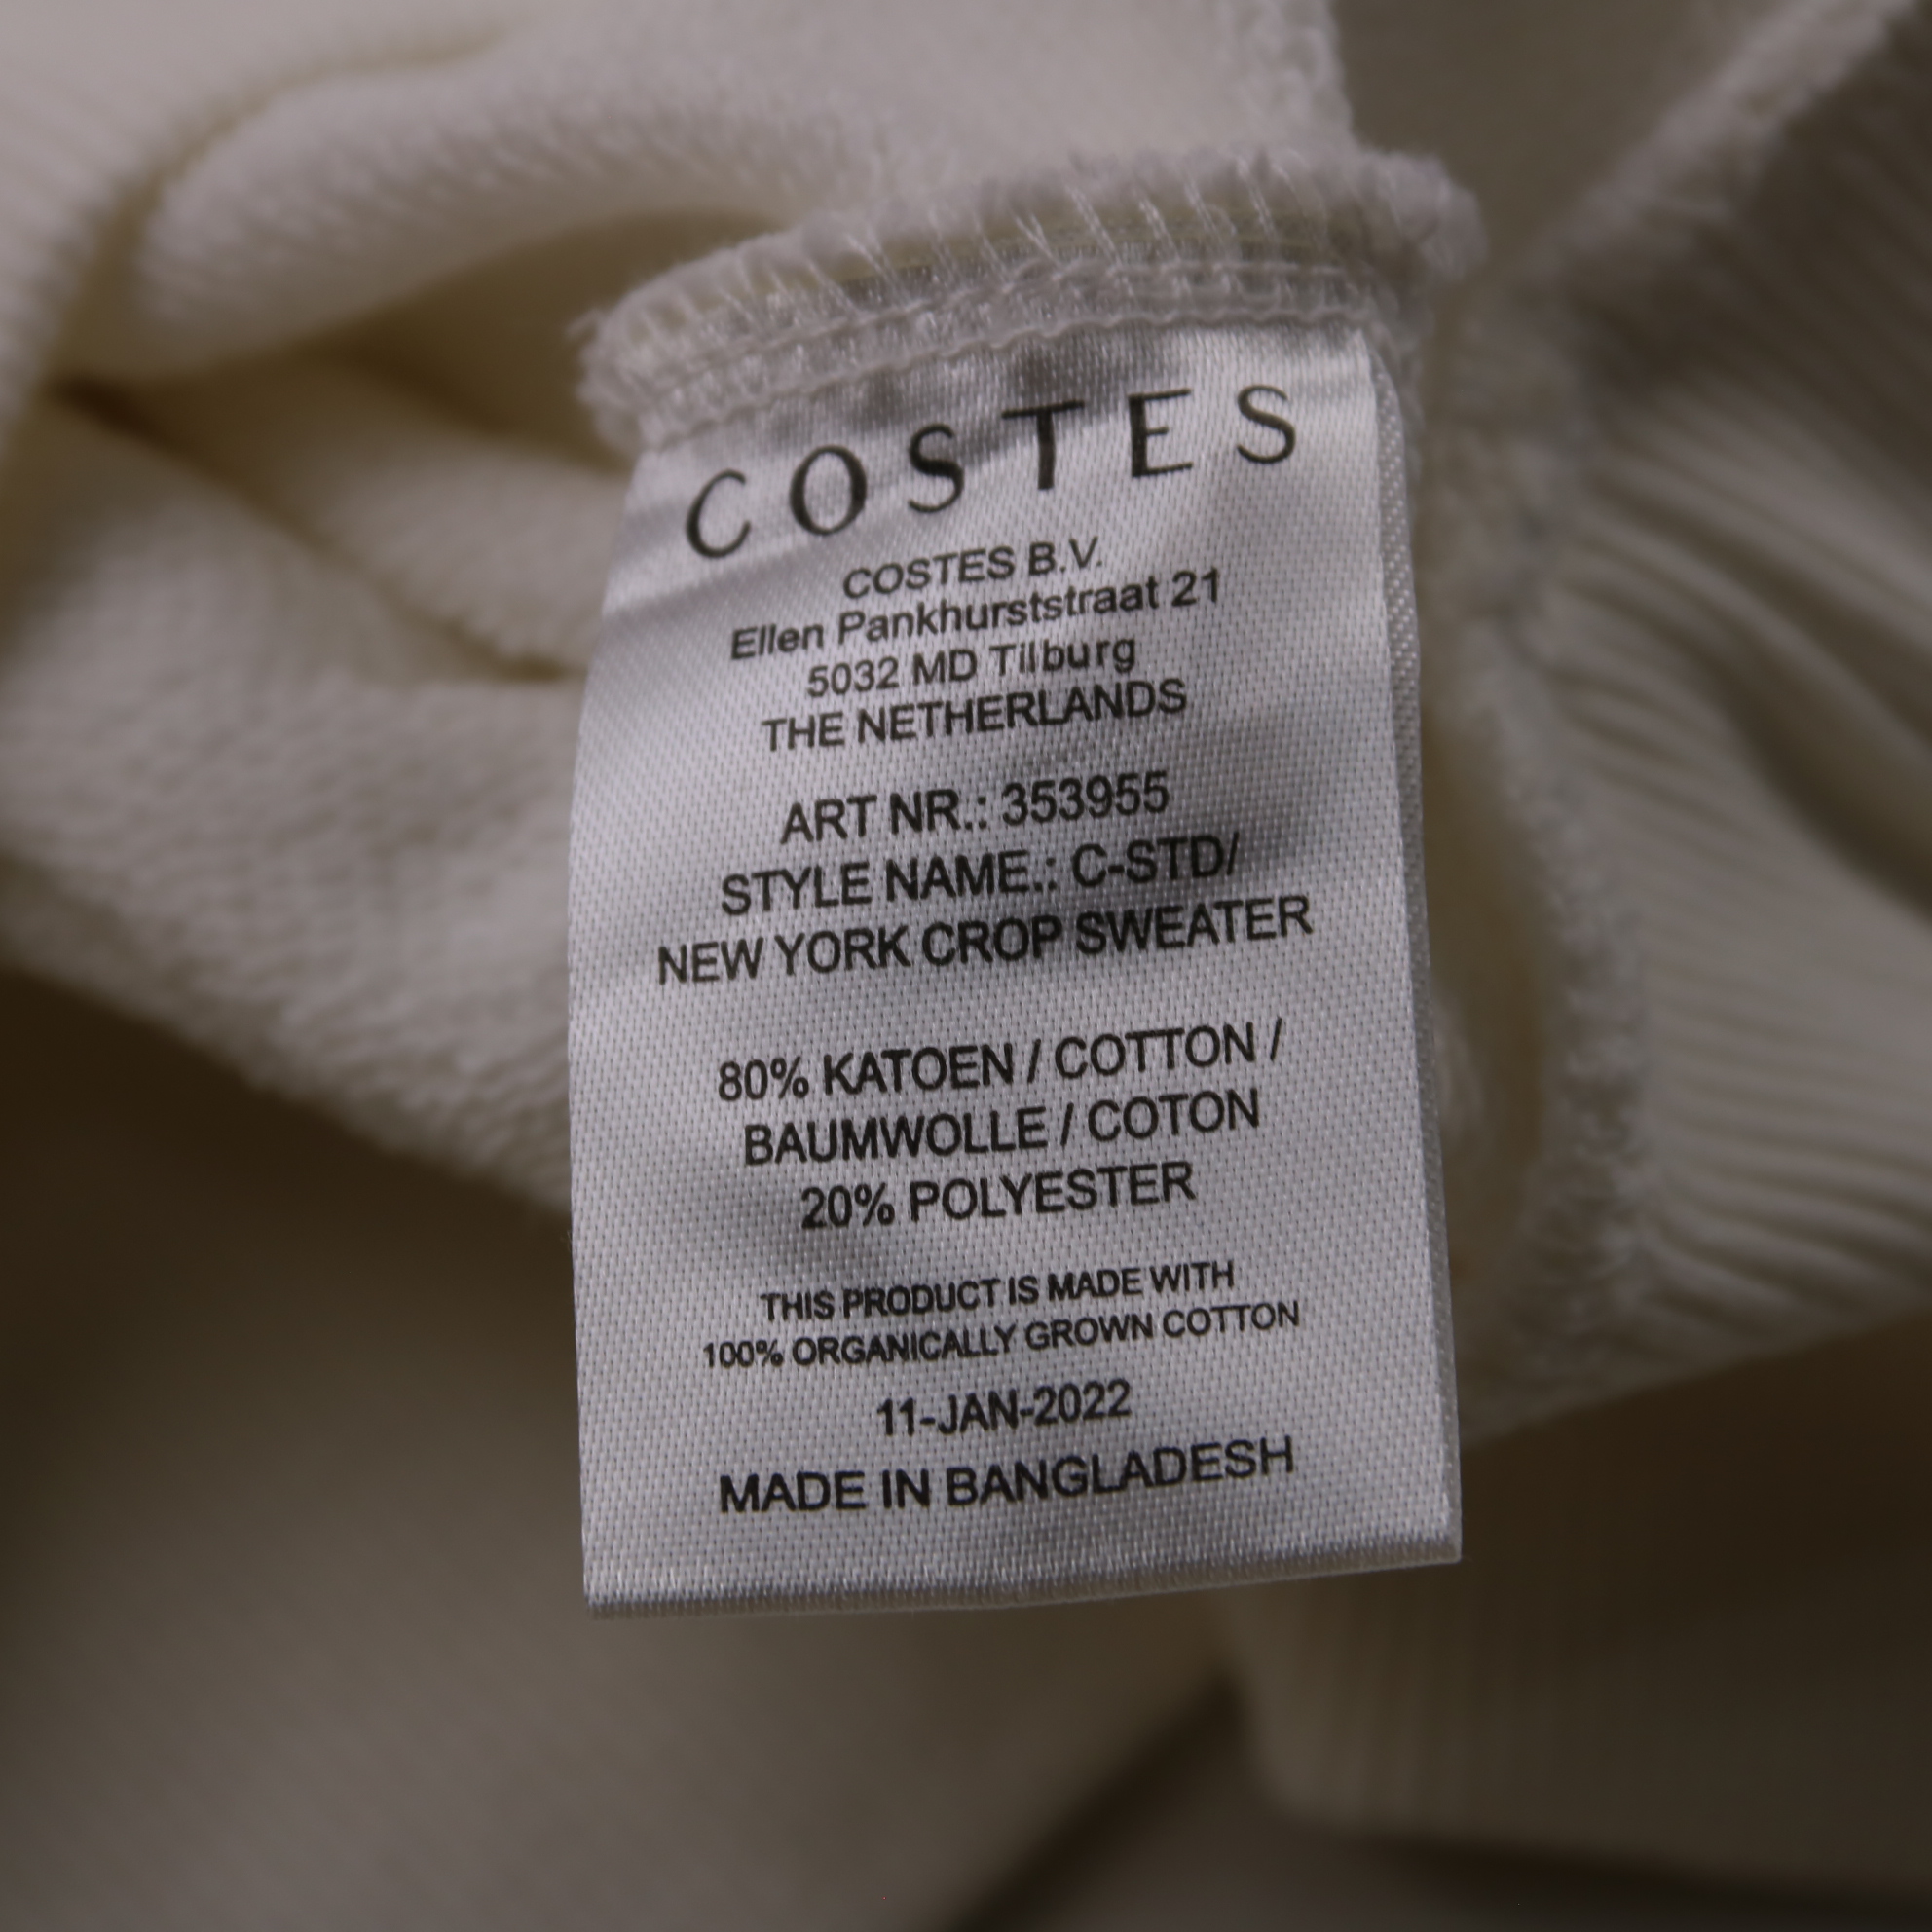 COSTES
COSTES B.V.
Ellen Pankhurststraat 21
5032 MD Tilburg
THE NETHERLANDS
ART NR.: 353955
STYLE NAME.: C-STD/
NEW YORK CROP SWEATER
80% KATOEN / COTTON /
BAUMWOLLE / COTON
20% POLYESTER
THIS PRODUCT IS MADE WITH
100% ORGANICALLY GROWN COTTON
11-JAN-2022
MADE IN BANGLADESH